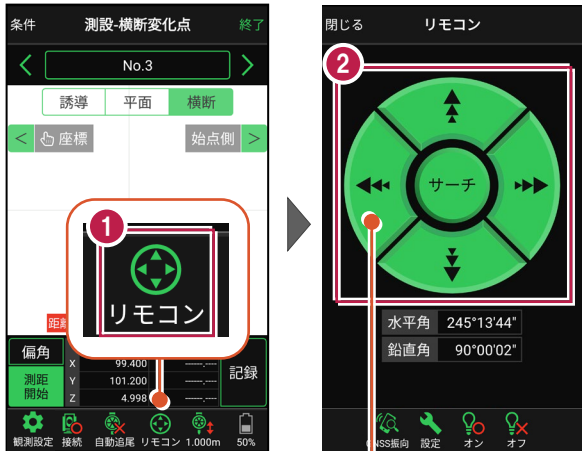 条件 測設-横断変化点 終了
< No.3 >
誘導 平面 横断
< 座標 始点側 >
1
リモコン
偏角
測距
開始
X 99.400 -----.---
Y 101.200 -----.---
Z 4.998 -----.---
記録
観測設定 接続 自動追尾 リモコン 1.000m 50%
閉じる リモコン
2
サーチ
水平角 245°13'44"
鉛直角 90°00'02"
GNSS振向 設定 オン オフ